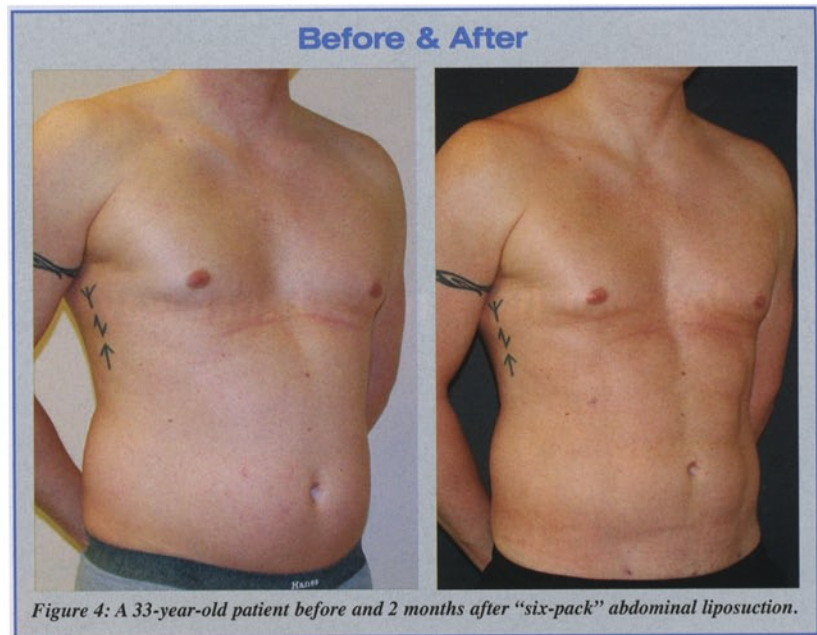 Before & After
Hanes
Figure 4: A 33-year-old patient before and 2 months after “six-pack” abdominal liposuction.